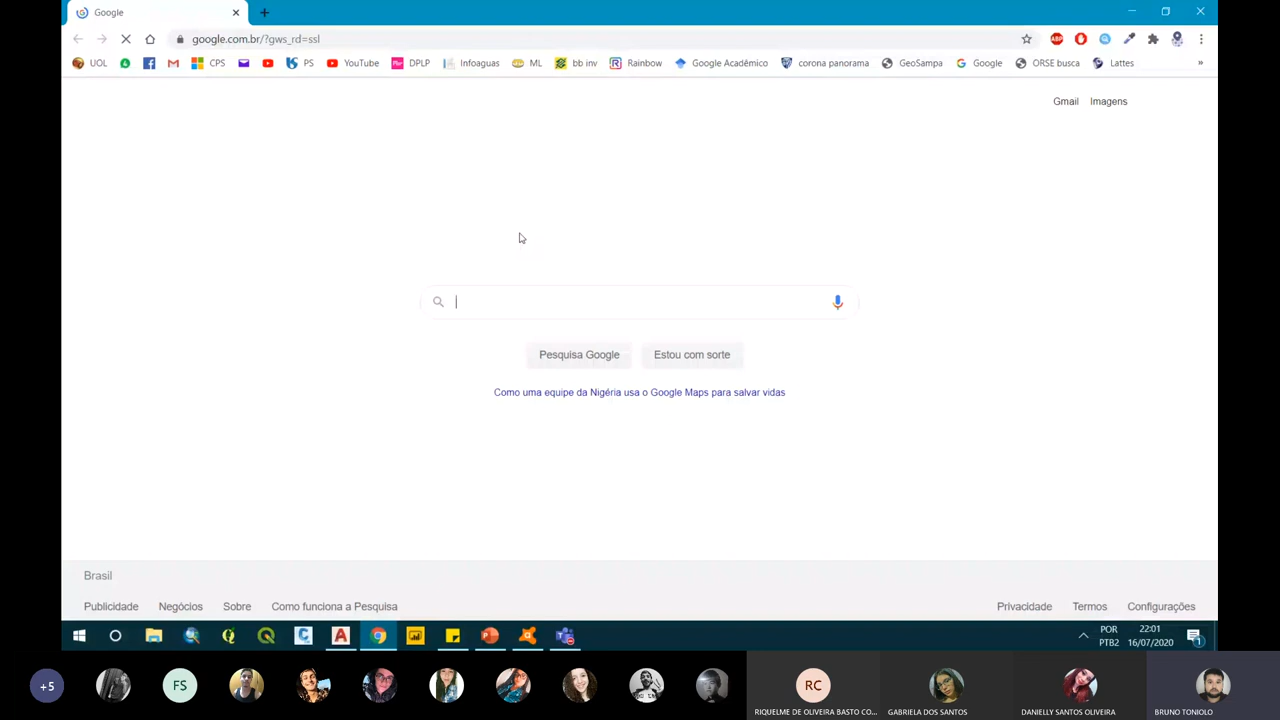 Google
google.com.br/?gws_rd=ssl
ABP
UOL CPS PS YouTube DPLP Infoaguas ML bb inv Rainbow Google Acadêmico corona panorama GeoSampa Google ORSE busca Lattes »
Gmail Imagens
Pesquisa Google Estou com sorte
Como uma equipe da Nigéria usa o Google Maps para salvar vidas
Brasil
Publicidade Negócios Sobre Como funciona a Pesquisa Privacidade Termos Configurações
POR 22:01
PTB2 16/07/2020 1
+5 FS RC
RIQUELME DE OLIVEIRA BASTO CO... GABRIELA DOS SANTOS DANIELLY SANTOS OLIVEIRA BRUNO TONIOLO